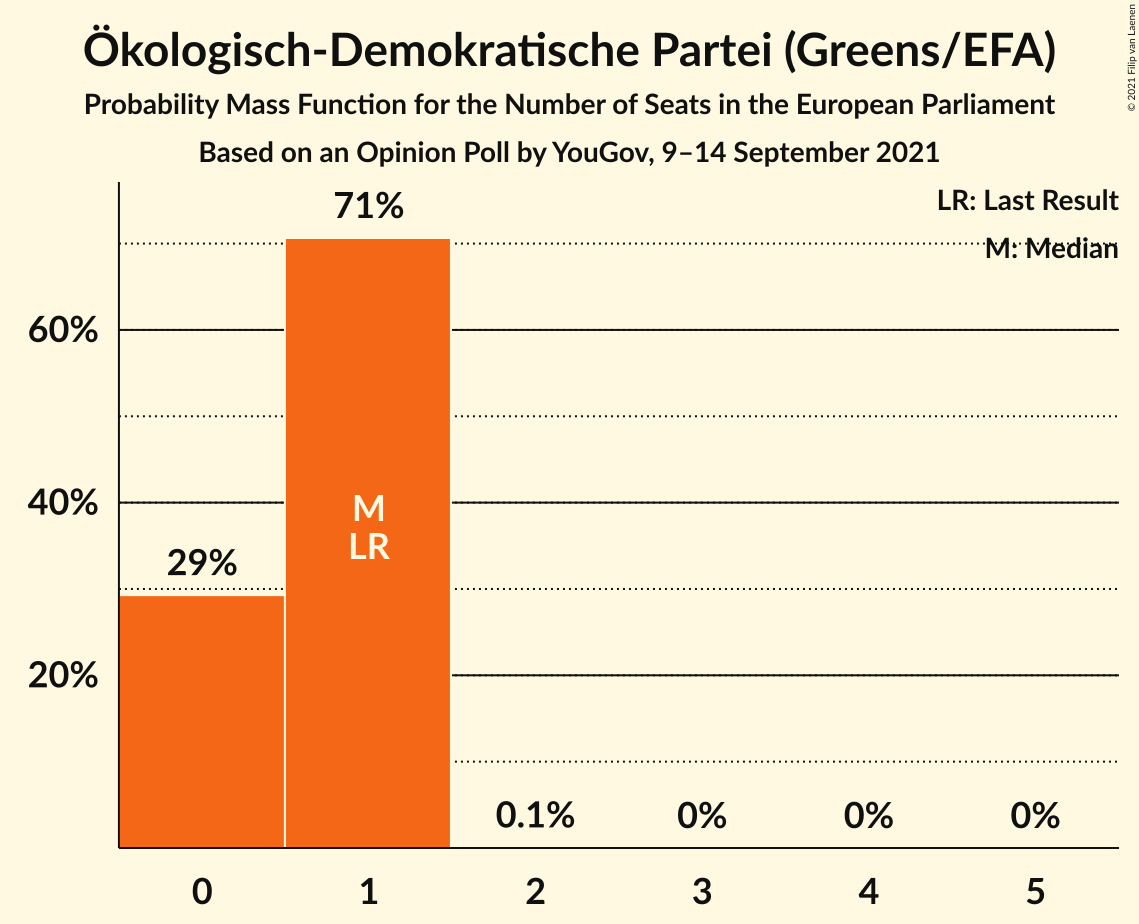 Ökologisch-Demokratische Partei (Greens/EFA)
Probability Mass Function for the Number of Seats in the European Parliament
Based on an Opinion Poll by YouGov, 9–14 September 2021
© 2021 Filip van Laenen
LR: Last Result
M: Median
71%
60%
40%
M
LR
29%
20%
0.1%
0%
0%
0%
0
1
2
3
4
5